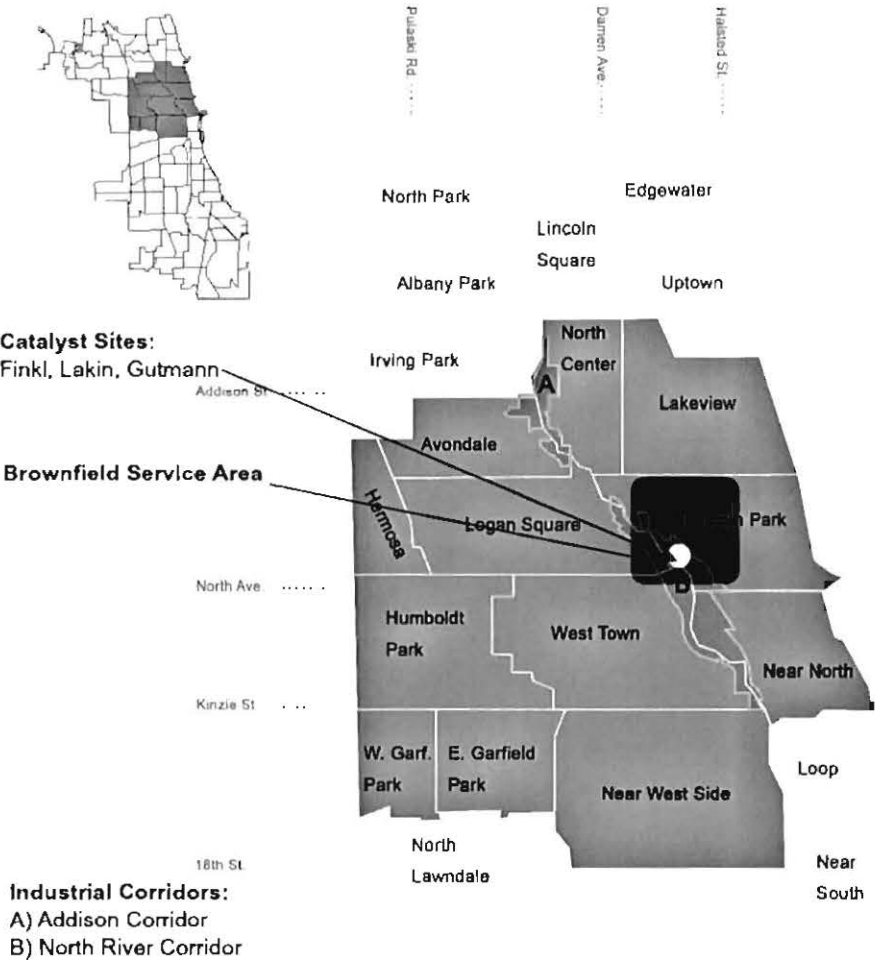 Pulaski Rd.
Damen Ave.
Halsted St.
North Park
Edgewater
Lincoln
Square
Albany Park
Uptown
Catalyst Sites:
Finkl, Lakin, Gutmann
Irving Park
North
Center
A
Addison St
Lakeview
Avondale
Brownfield Service Area
Hermosa
Logan Square
Park
B
North Ave
Humboldt
Park
West Town
Near North
Kinzie St
W. Garf.
Park
E. Garfield
Park
Near West Side
Loop
North
Lawndale
18th St.
Near
South
Industrial Corridors:
A) Addison Corridor
B) North River Corridor